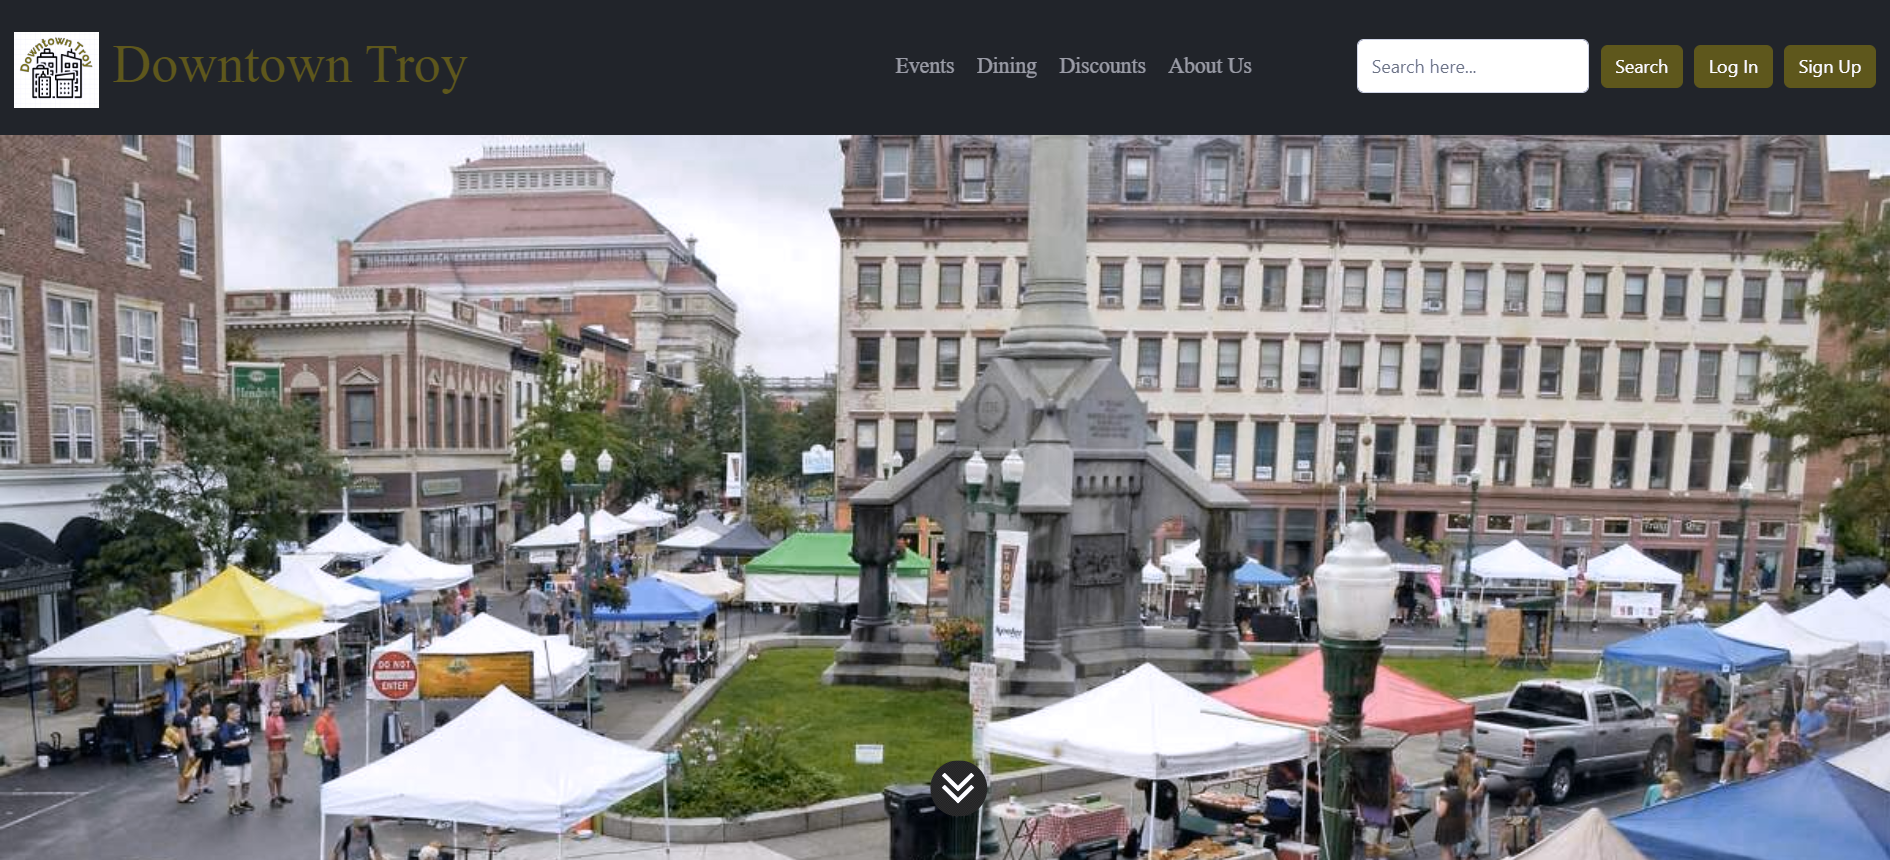 Downtown Troy
Downtown Troy
Events Dining Discounts About Us
Search here...
Search
Log In
Sign Up
Hendrick
DO NOT
ENTER
TROY